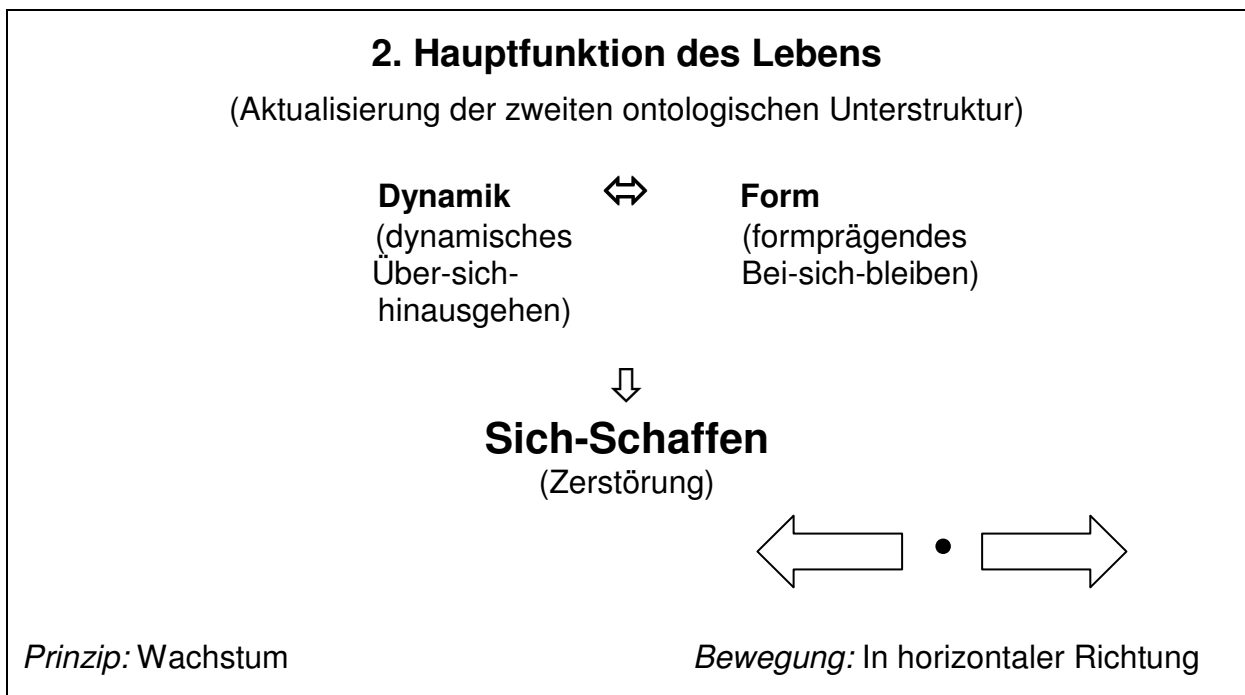 2. Hauptfunktion des Lebens
(Aktualisierung der zweiten ontologischen Unterstruktur)
Dynamik ⇔ Form
(dynamisches (formprägendes
Über-sich- Bei-sich-bleiben)
hinausgehen)
⇩
Sich-Schaffen
(Zerstörung)
Prinzip: Wachstum Bewegung: In horizontaler Richtung